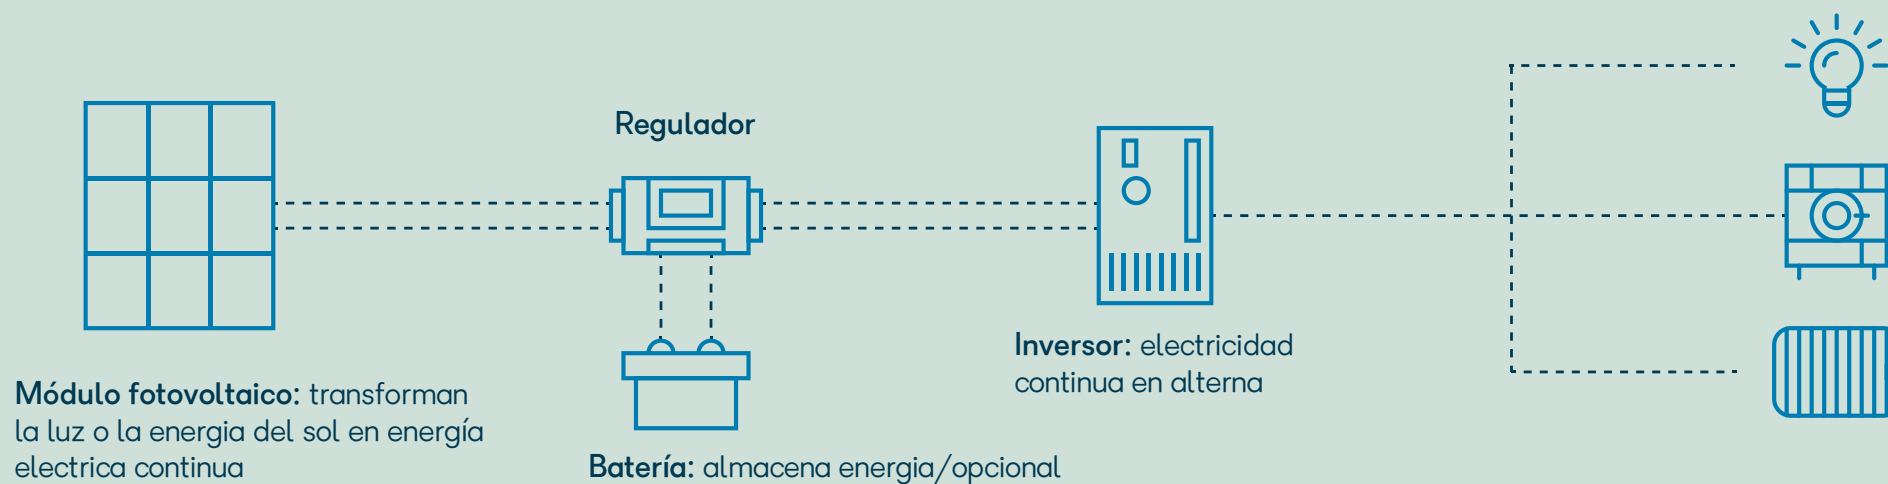 Regulador
Módulo fotovoltaico: transforman
la luz o la energia del sol en energía
electrica continua
Batería: almacena energia/opcional
Inversor: electricidad
continua en alterna